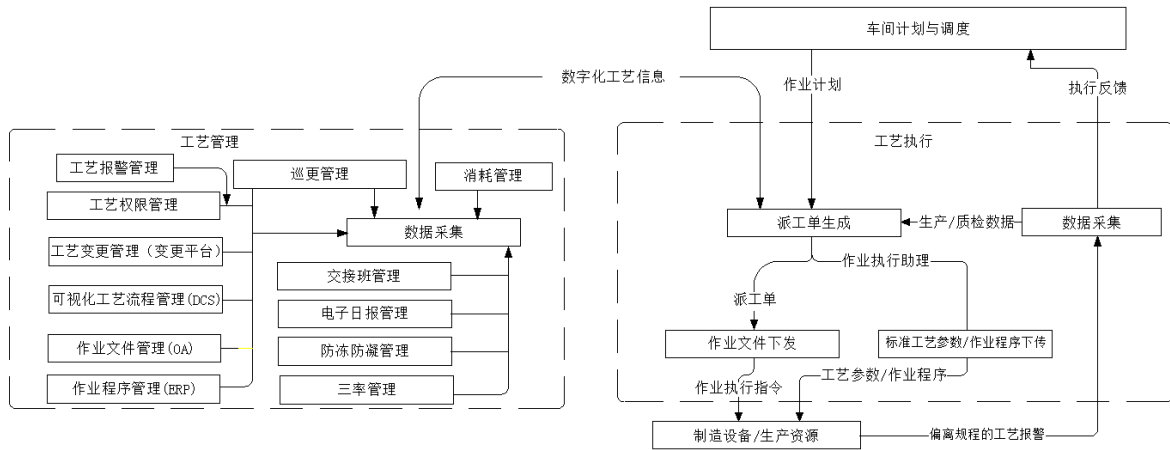 车间计划与调度
数字化工艺信息
作业计划
执行反馈
工艺管理
工艺报警管理
巡更管理
消耗管理
工艺权限管理
数据采集
工艺变更管理（变更平台）
交接班管理
可视化工艺流程管理(DCS)
电子日报管理
作业文件管理(OA)
防冻防凝管理
作业程序管理(ERP)
三率管理
工艺执行
派工单生成
生产/质检数据
数据采集
作业执行助理
派工单
作业文件下发
标准工艺参数/作业程序下传
作业执行指令
工艺参数/作业程序
制造设备/生产资源
偏离规程的工艺报警